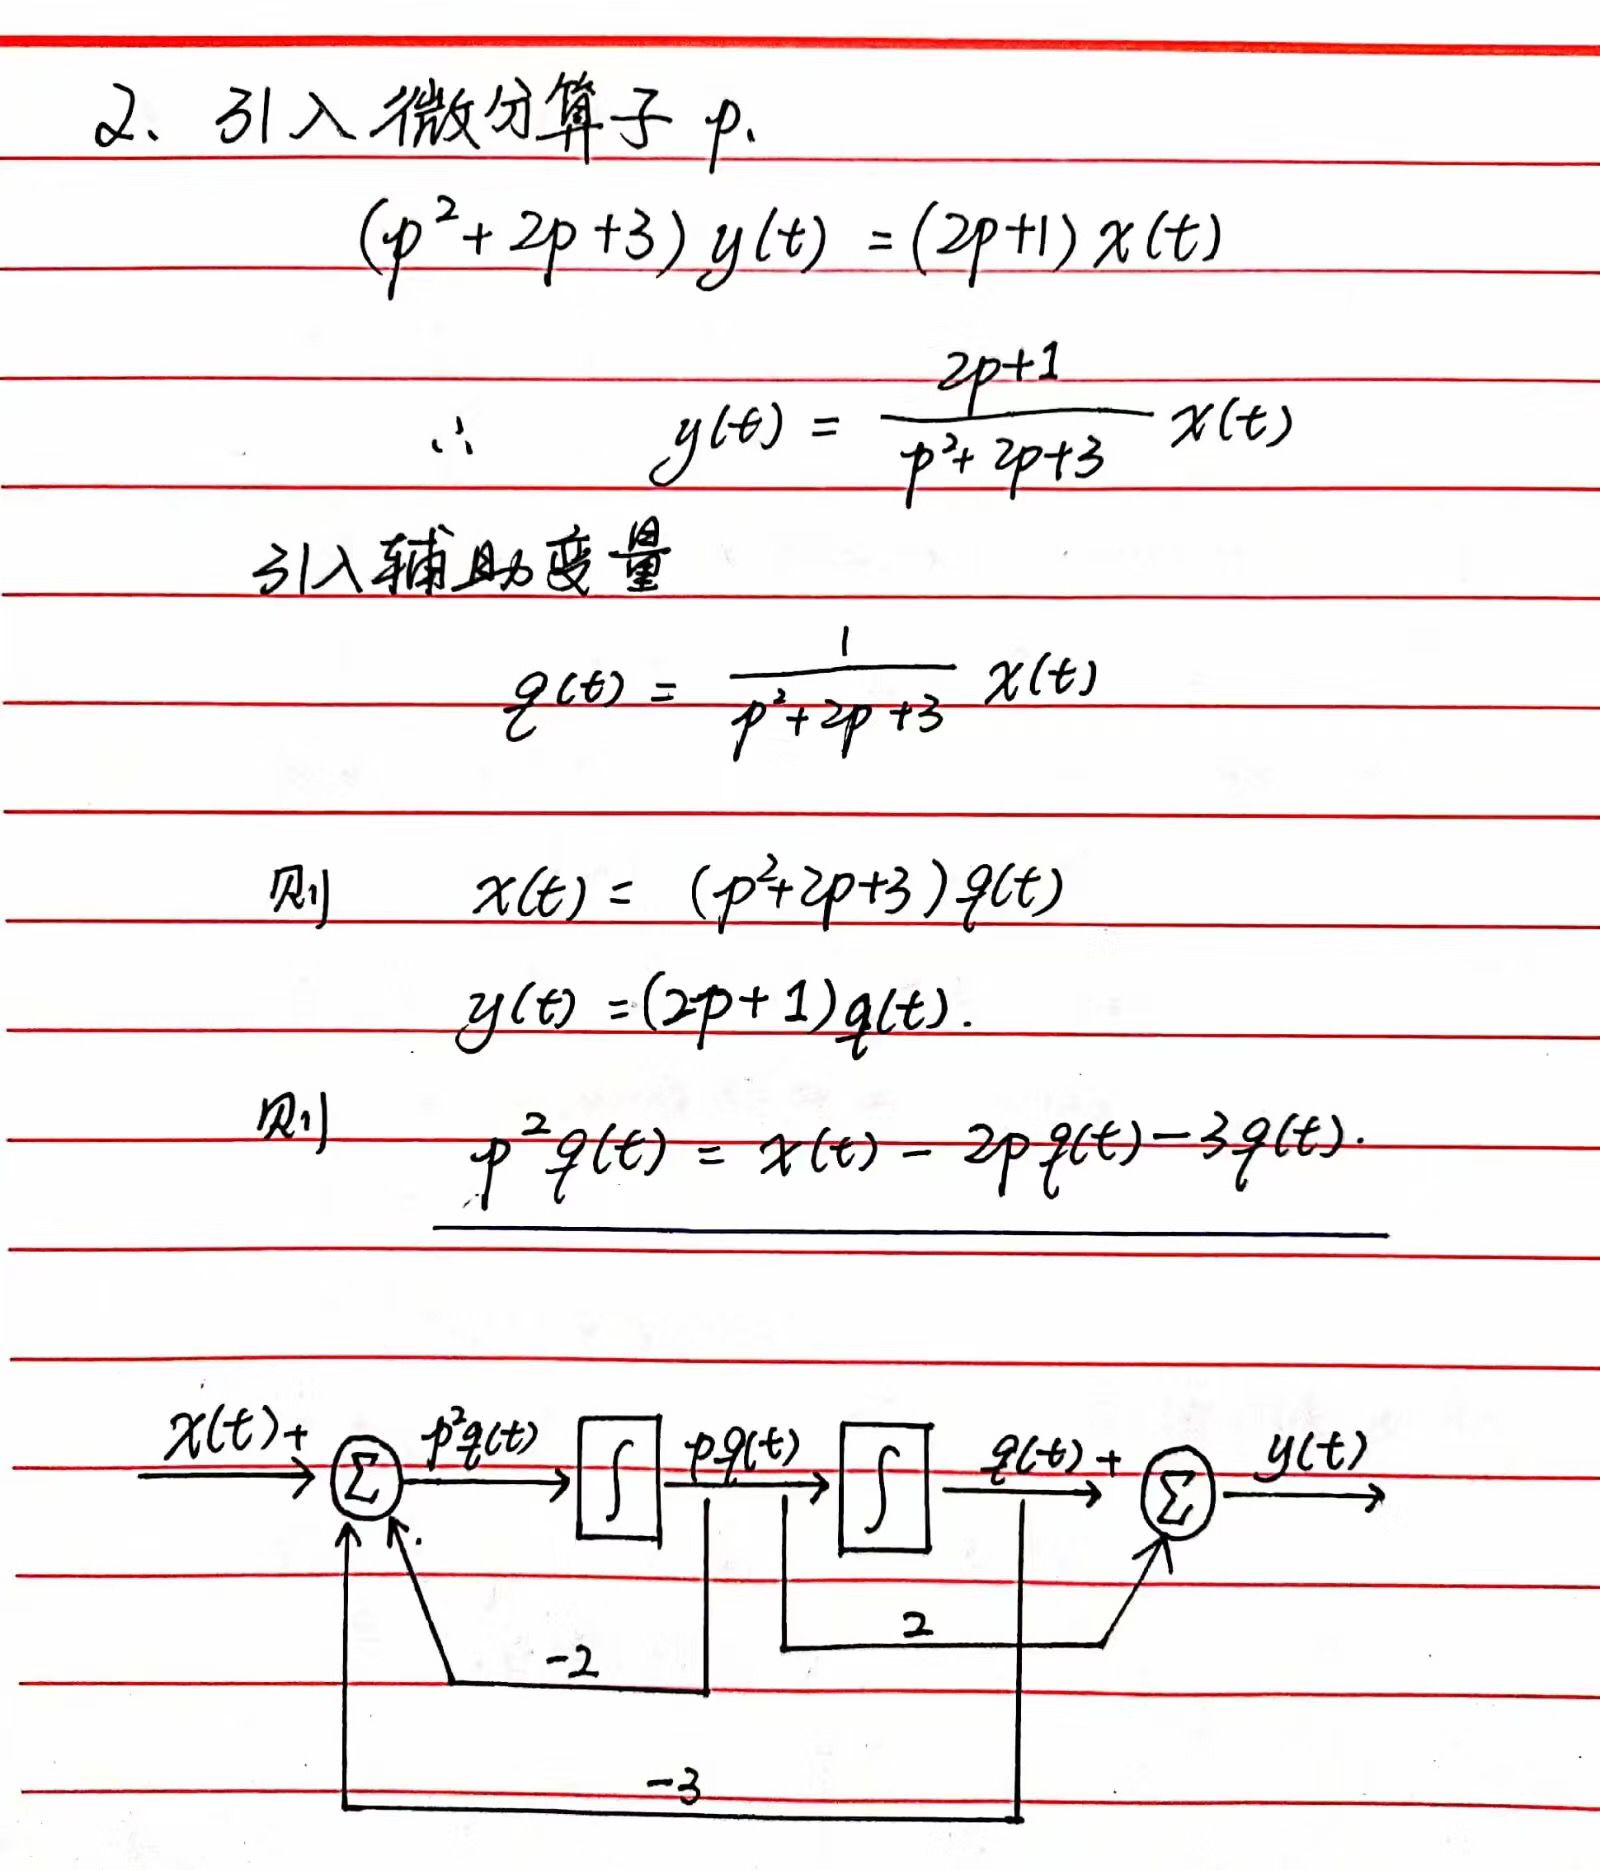 2、引入微分算子 p.
(p²+2p+3) y(t) = (2p+1) x(t)
∴ y(t) = \frac{2p+1}{p²+2p+3} x(t)
引入辅助变量
q(t) = \frac{1}{p²+2p+3} x(t)
则 x(t) = (p²+2p+3) q(t)
y(t) = (2p+1) q(t).
则 p²q(t) = x(t) - 2pq(t) - 3q(t).
x(t) + Σ p²q(t) ∫ pq(t) ∫ q(t) + Σ y(t)
2
-2
-3